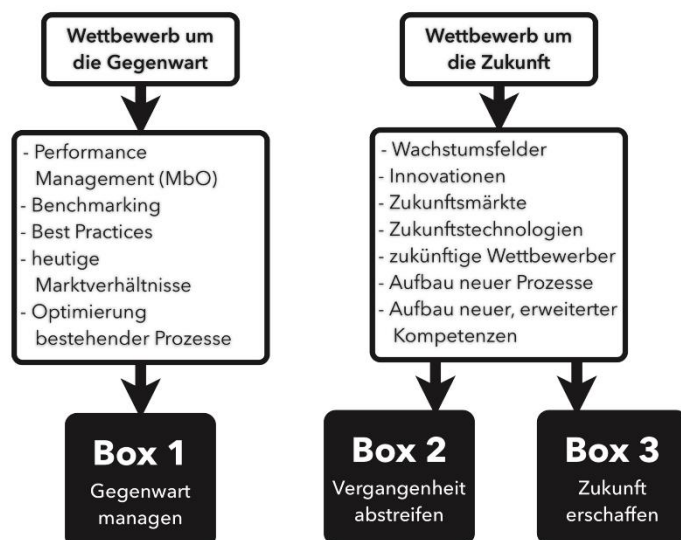 Wettbewerb um
die Gegenwart
- Performance
Management (MbO)
- Benchmarking
- Best Practices
- heutige
Marktverhältnisse
- Optimierung
bestehender Prozesse
Box 1
Gegenwart
managen
Wettbewerb um
die Zukunft
- Wachstumsfelder
- Innovationen
- Zukunftsmärkte
- Zukunftstechnologien
- zukünftige Wettbewerber
- Aufbau neuer Prozesse
- Aufbau neuer, erweiterter
Kompetenzen
Box 2
Vergangenheit
abstreifen
Box 3
Zukunft
erschaffen